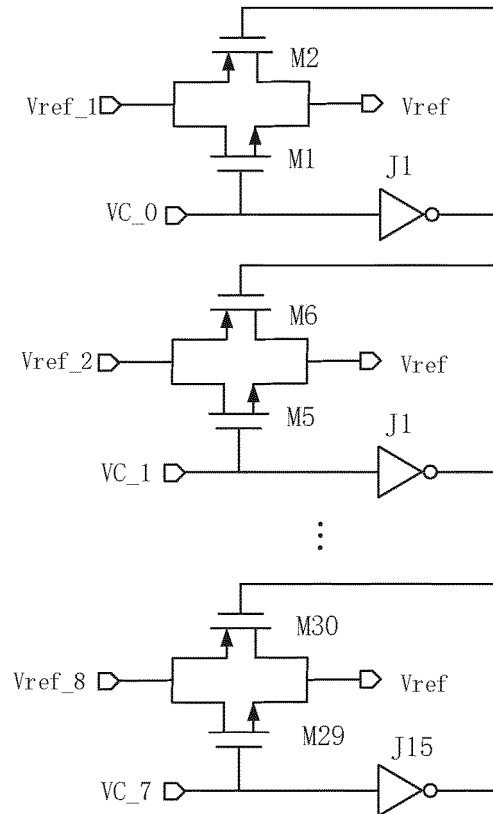 M2
Vref_1
Vref
M1
J1
VC_0
M6
Vref_2
Vref
M5
J1
VC_1
M30
Vref_8
Vref
M29
J15
VC_7